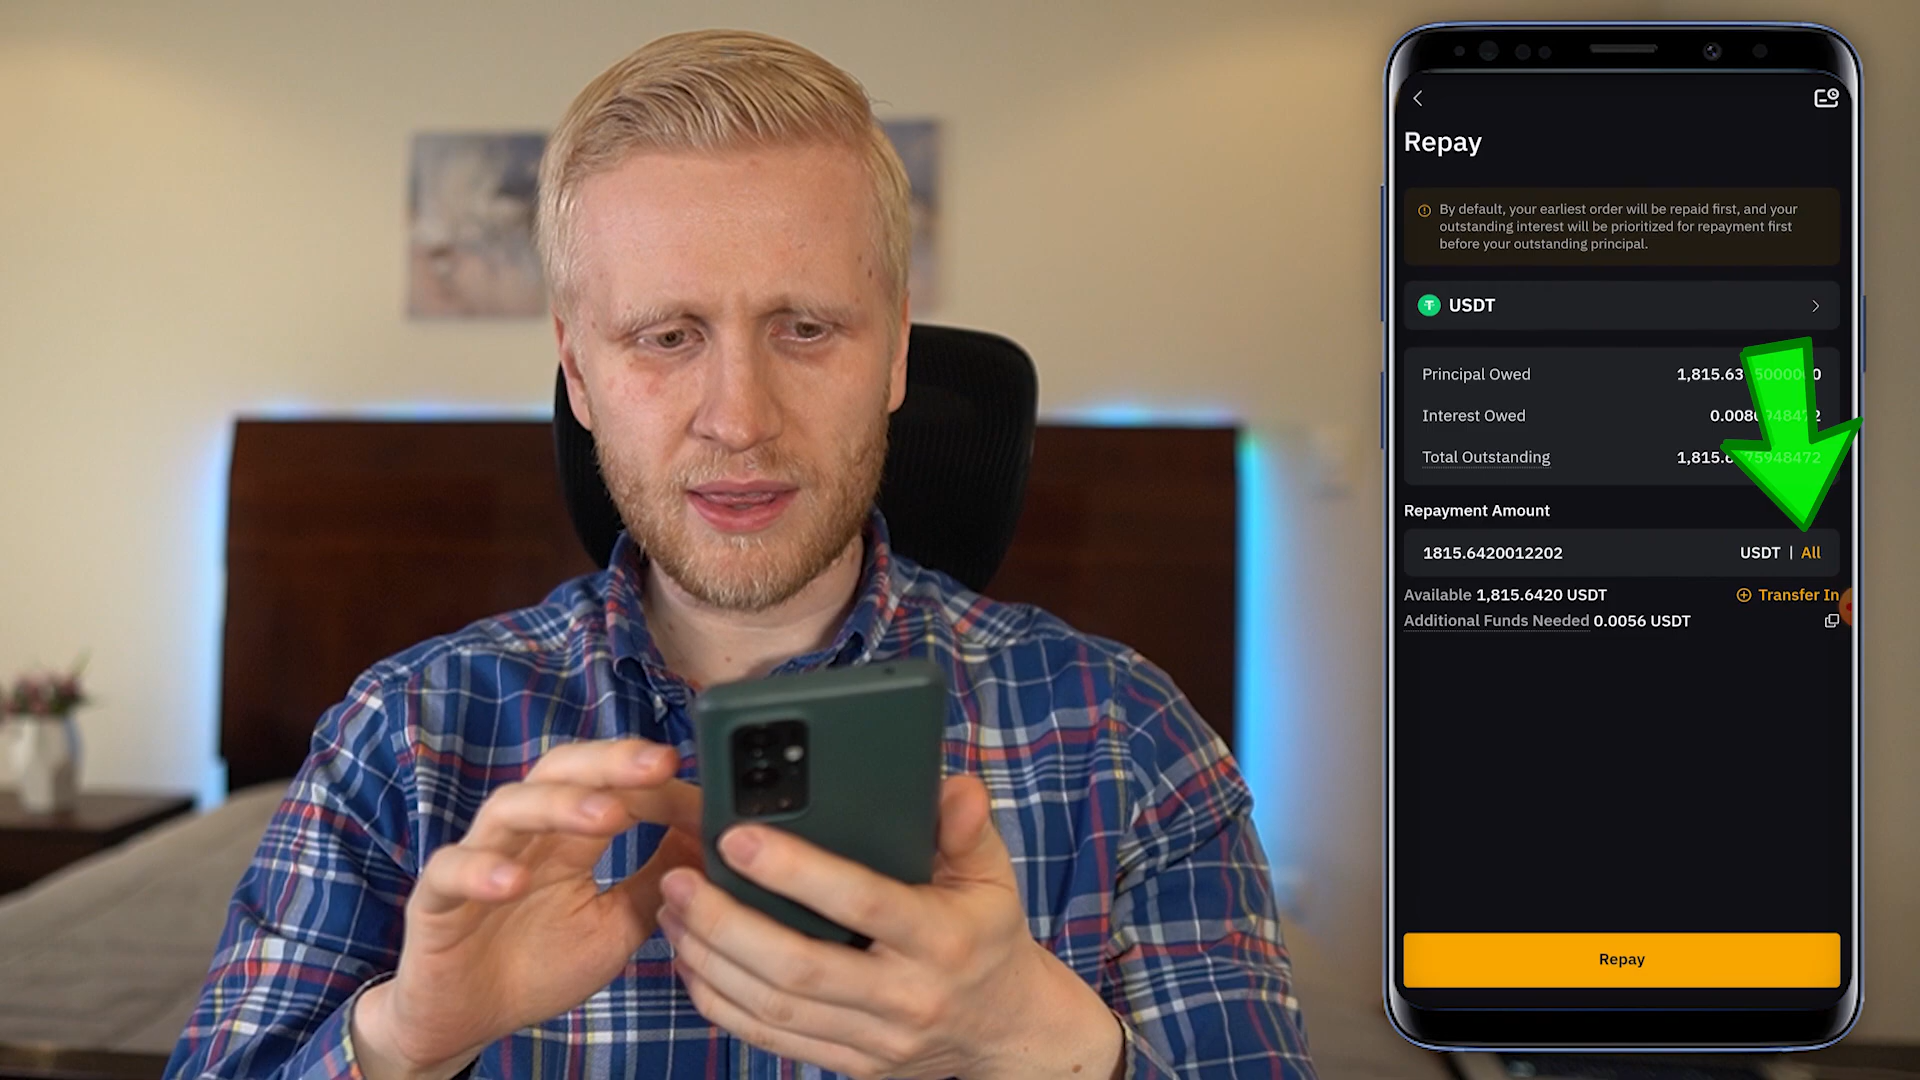 Repay
By default, your earliest order will be repaid first, and your
outstanding interest will be prioritized for repayment first
before your outstanding principal.
USDT
Principal Owed
Interest Owed
Total Outstanding
Repayment Amount
1815.6420012202 USDT | All
Available 1,815.6420 USDT Transfer In
Additional Funds Needed 0.0056 USDT
Repay